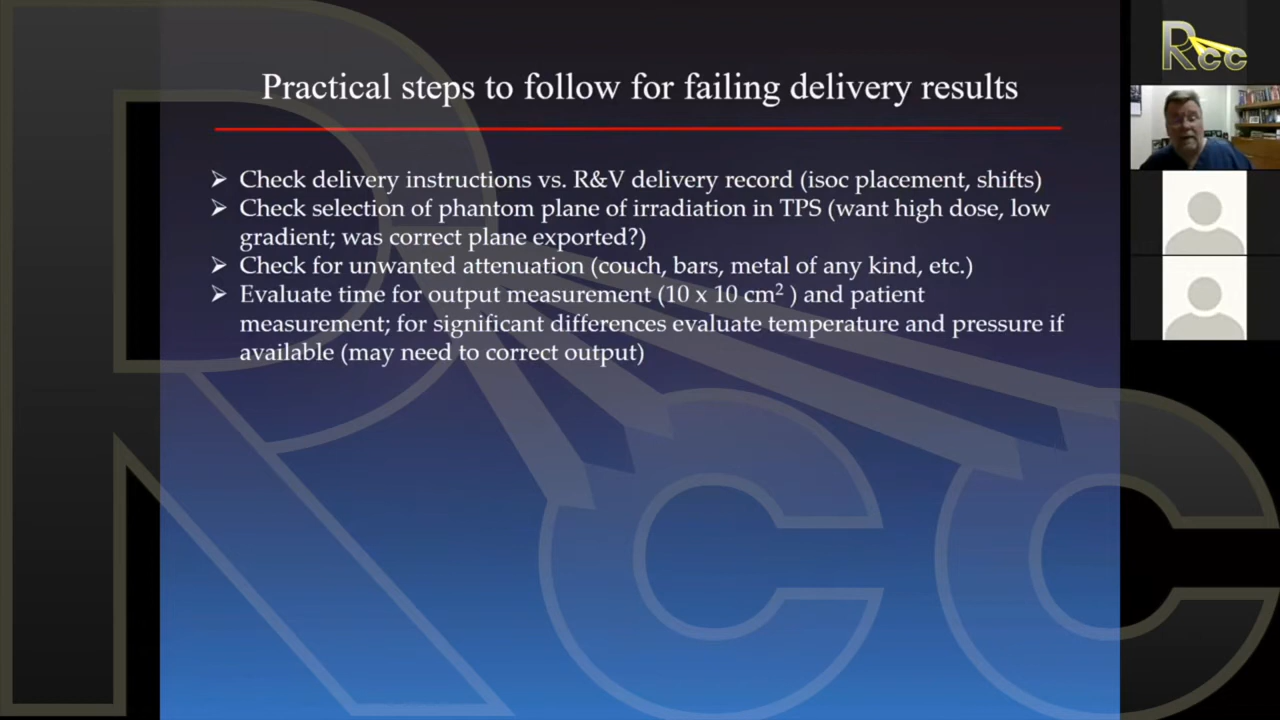 Practical steps to follow for failing delivery results
➢ Check delivery instructions vs. R&V delivery record (isoc placement, shifts)
➢ Check selection of phantom plane of irradiation in TPS (want high dose, low
gradient; was correct plane exported?)
➢ Check for unwanted attenuation (couch, bars, metal of any kind, etc.)
➢ Evaluate time for output measurement (10 x 10 cm² ) and patient
measurement; for significant differences evaluate temperature and pressure if
available (may need to correct output)
Rcc
Rcc